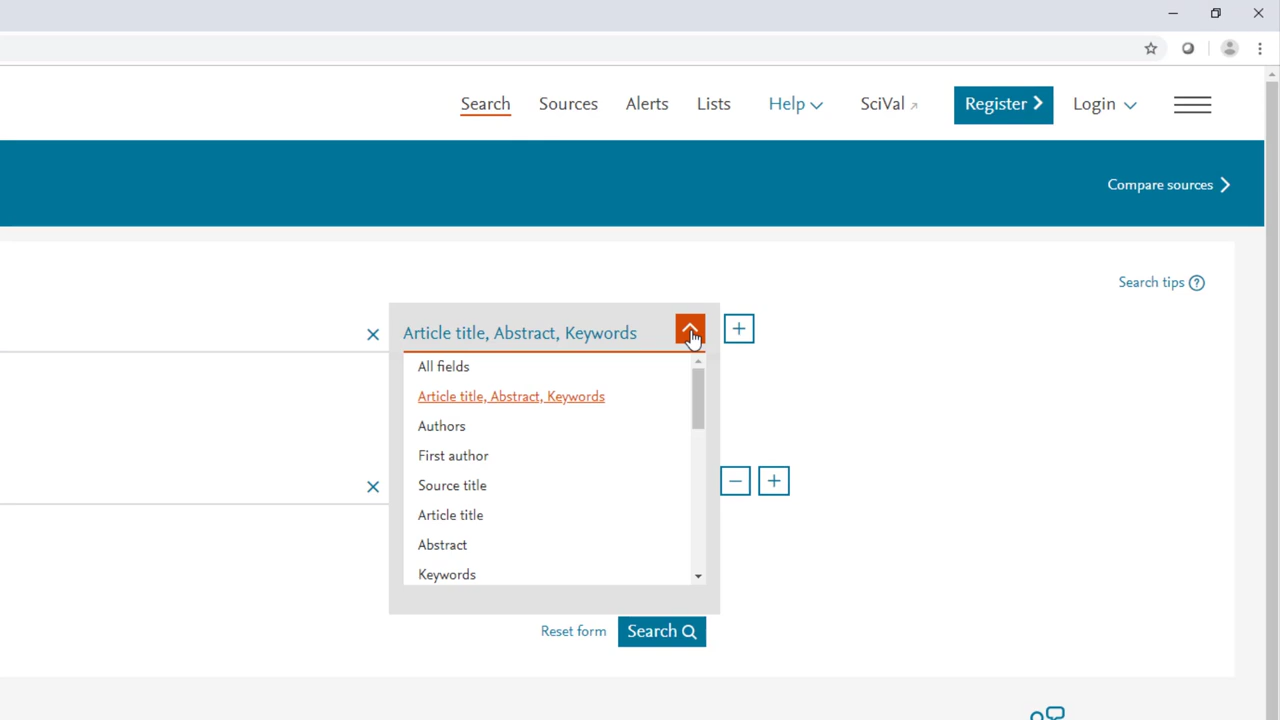 Search Sources Alerts Lists Help SciVal Register Login
Compare sources
Search tips
Article title, Abstract, Keywords
All fields
Article title, Abstract, Keywords
Authors
First author
Source title
Article title
Abstract
Keywords
Reset form Search